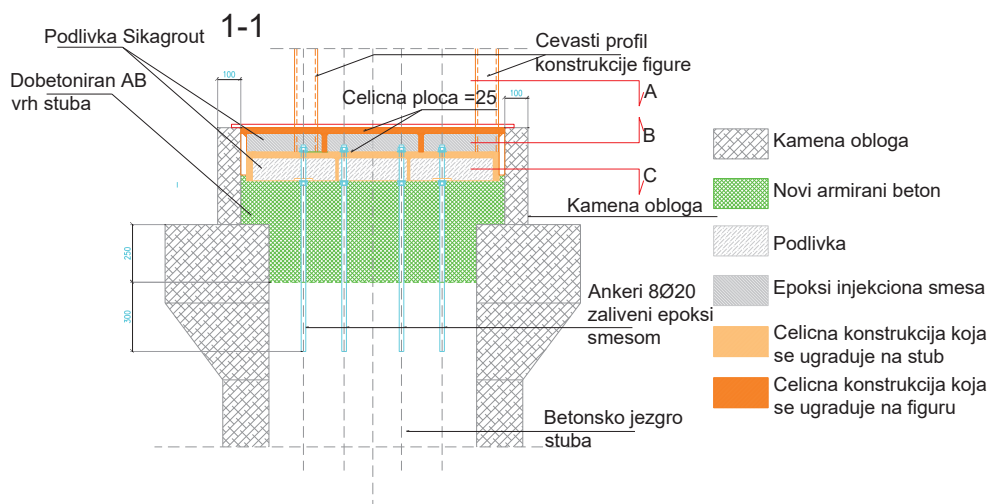 1-1
Podlivka Sikagrout
Dobetoniran AB
vrh stuba
100
Cevasti profil
konstrukcije figure
Celicna ploca =25
100
A
B
C
Kamena obloga
250
300
Ankeri 8Ø20
zaliveni epoksi
smesom
Betonsko jezgro
stuba
Kamena obloga
Novi armirani beton
Podlivka
Epoksi injekciona smesa
Celicna konstrukcija koja
se ugraduje na stub
Celicna konstrukcija koja
se ugraduje na figuru